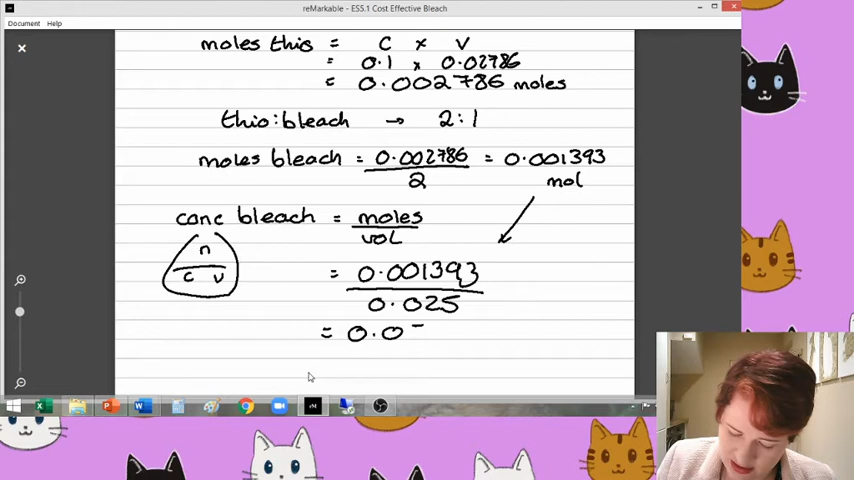 reMarkable - ES5.1 Cost Effective Bleach
Document View
moles thio = C x V
= 0.1 x 0.02786
= 0.002786 moles
thio:bleach → 2:1
moles bleach = 0.002786 = 0.001393
2 mol
conc bleach = moles
vol
n
c v
= 0.001393
0.025
= 0.0